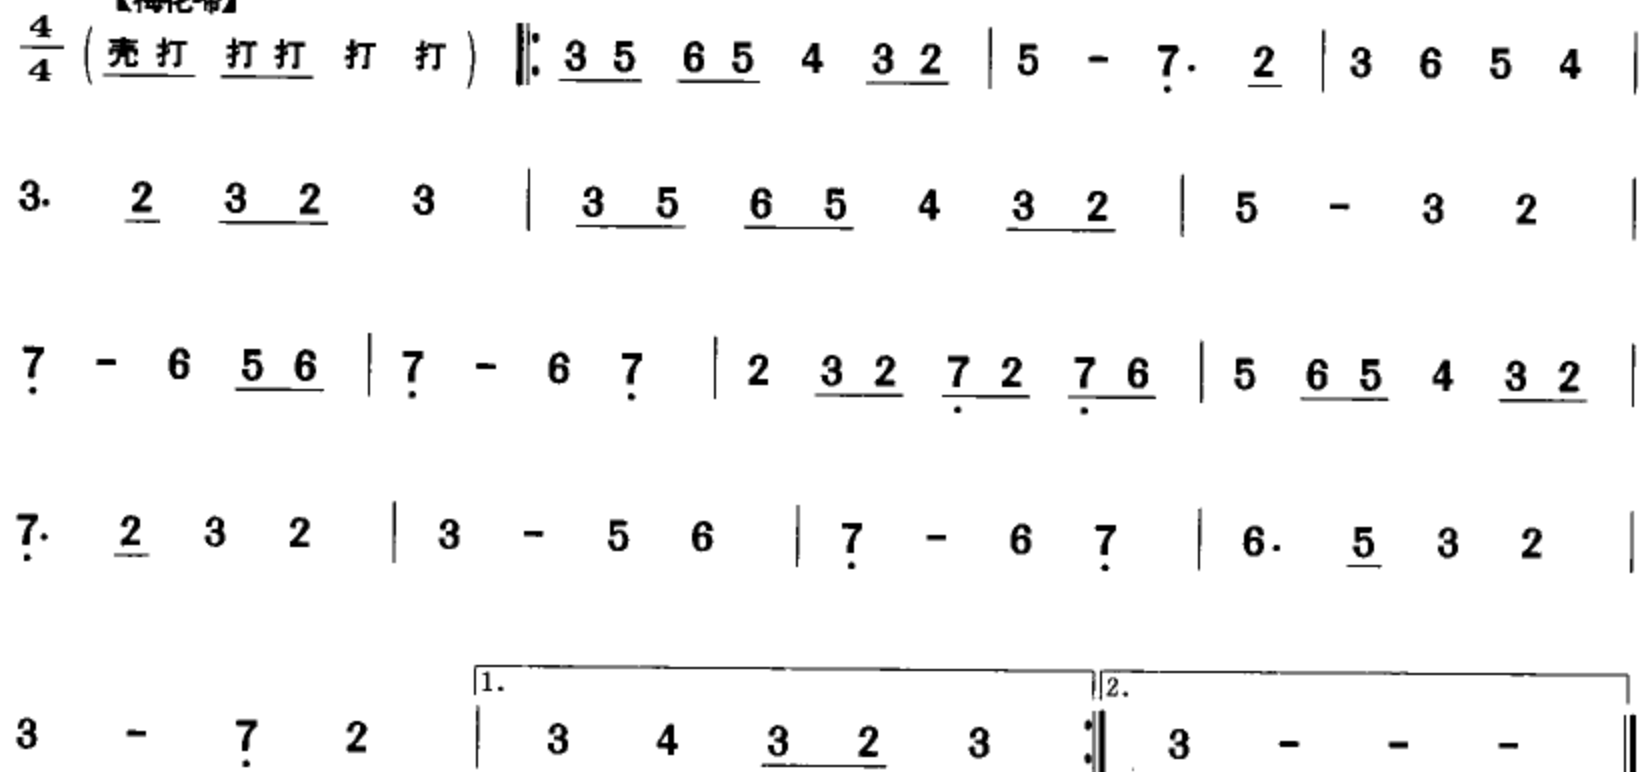 4/4 (壳打 打打 打 打) ‖: 3 5 6 5 4 3 2 | 5 - 7̣. 2 | 3 6 5 4 |
3. 2 3 2 3 | 3 5 6 5 4 3 2 | 5 - 3 2 |
7̣ - 6 5 6 | 7̣ - 6 7̣ | 2 3 2 7̣ 2 7̣ 6 | 5 6 5 4 3 2 |
7̣. 2 3 2 | 3 - 5 6 | 7̣ - 6 7̣ | 6. 5 3 2 |
1. 2.
3 - 7̣ 2 | 3 4 3 2 3 :‖ 3 - - - ‖